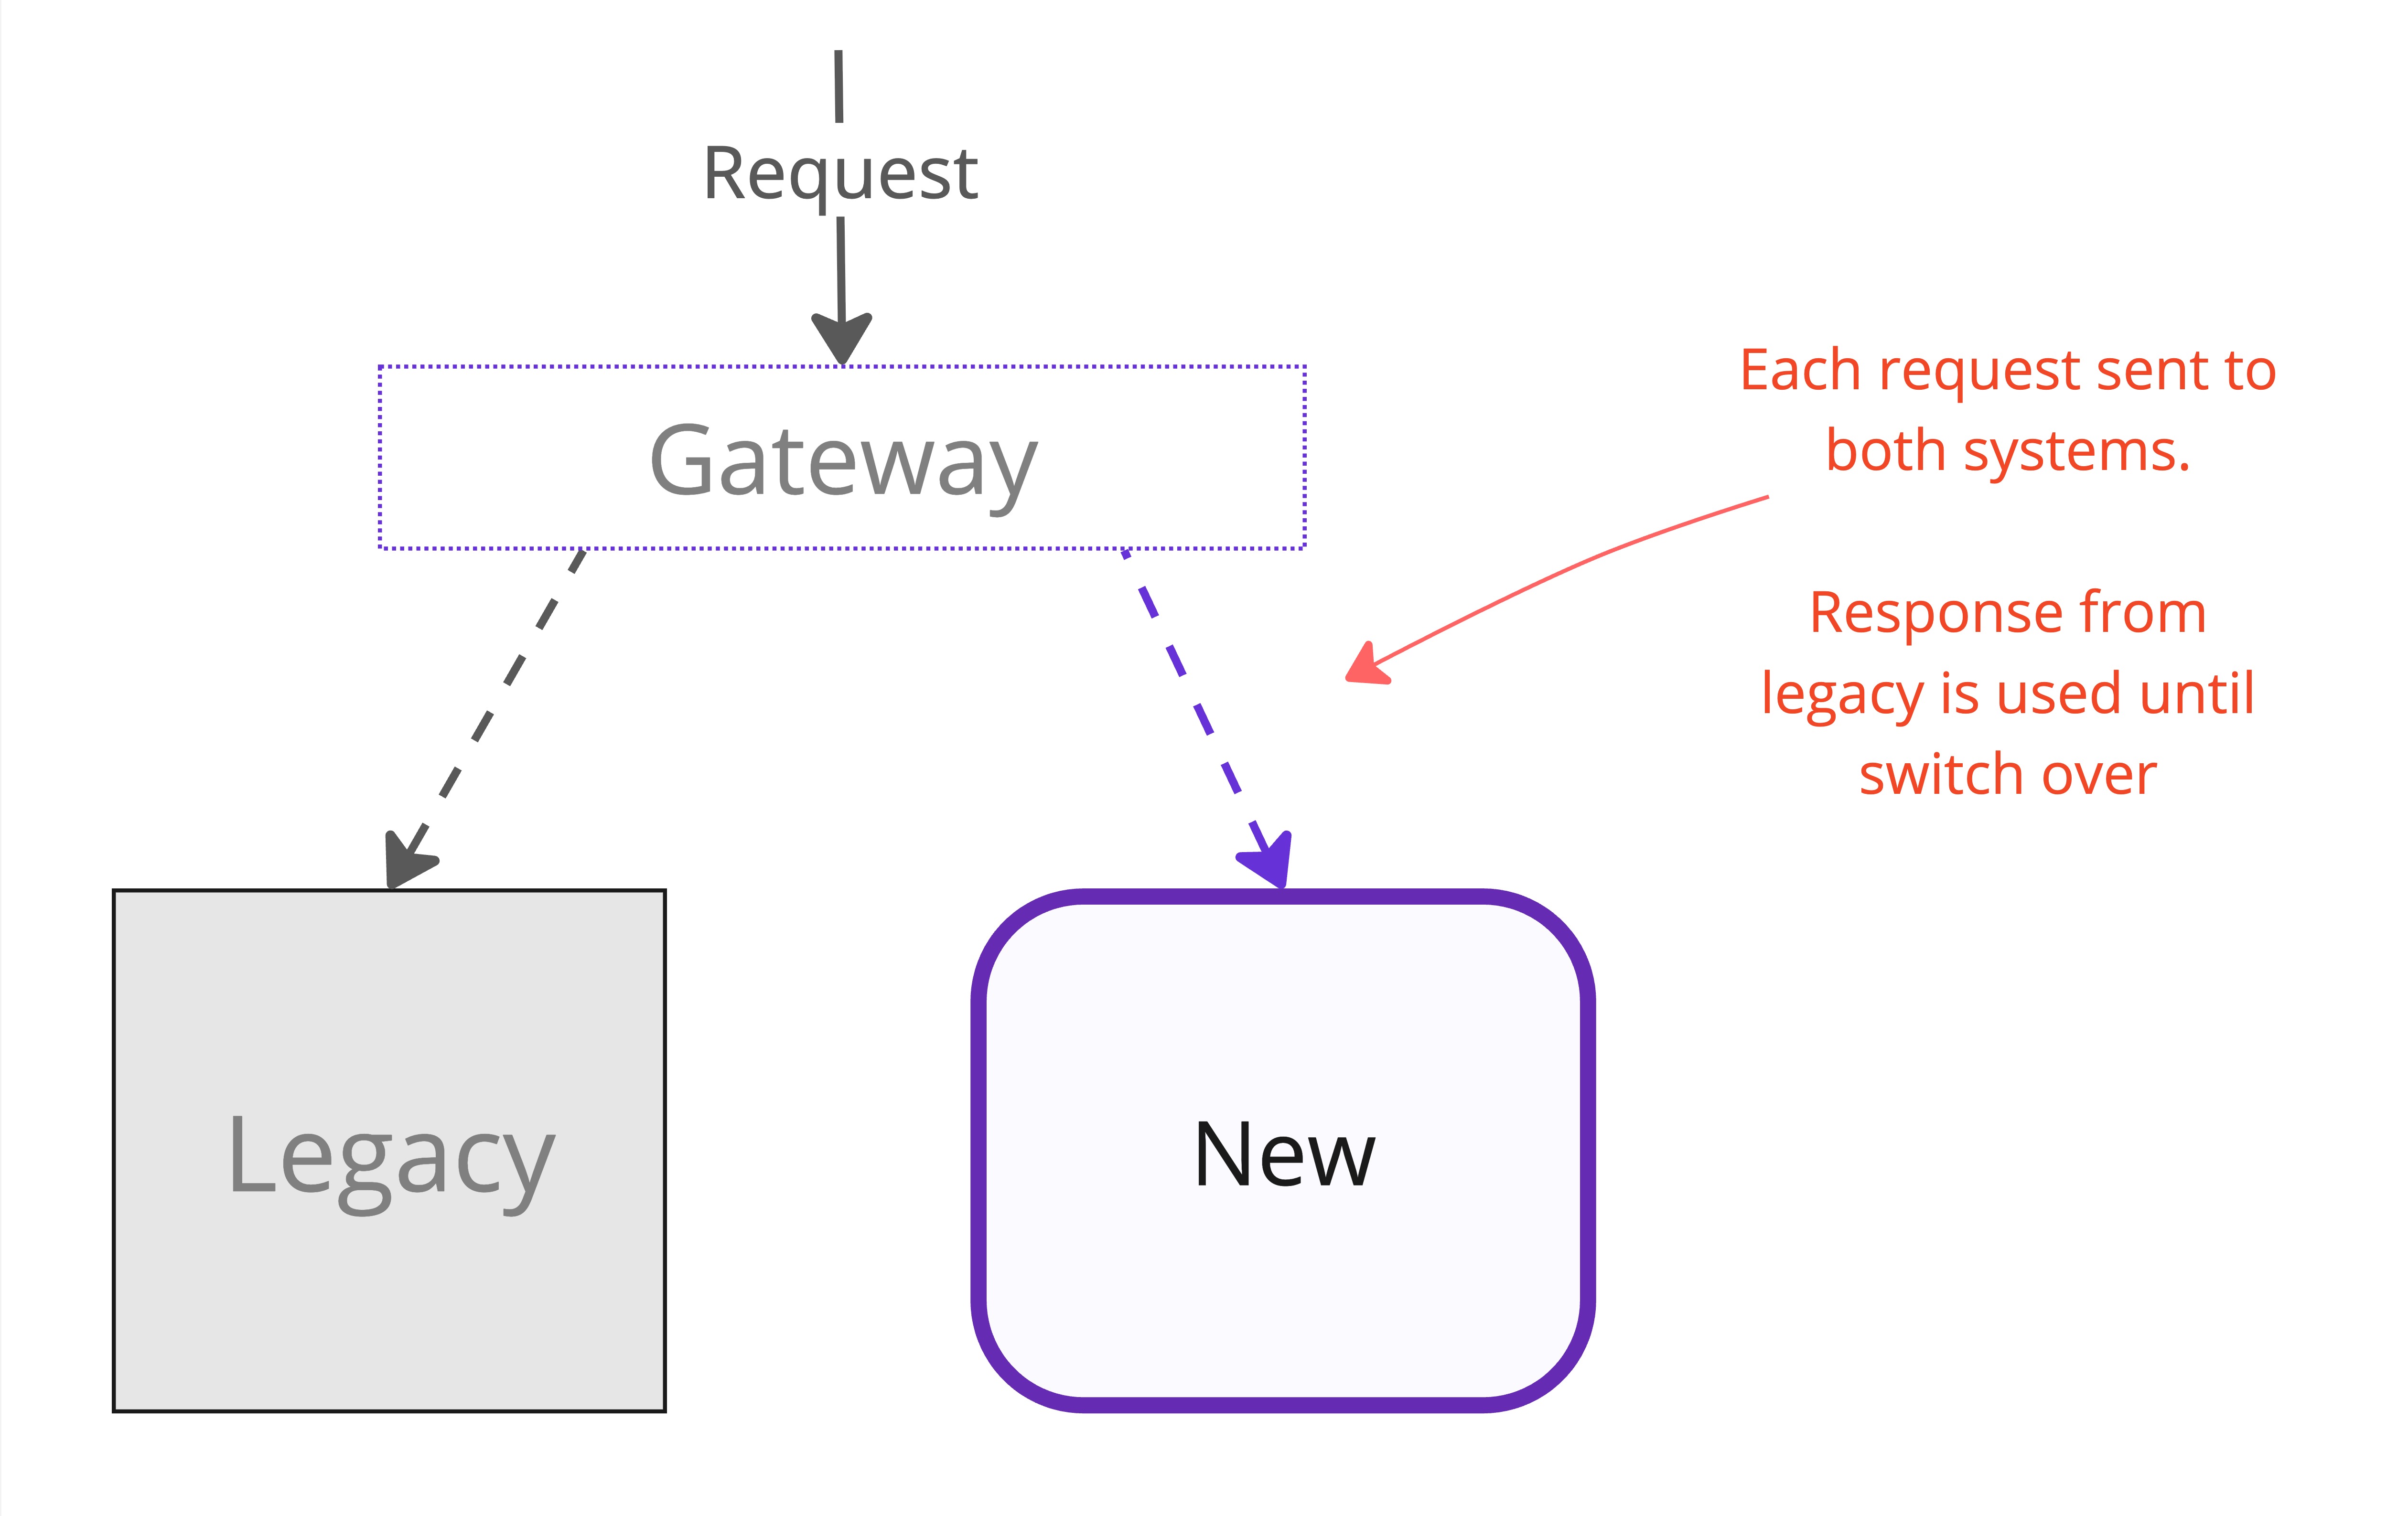 Request
Gateway
Each request sent to
both systems.
Response from
legacy is used until
switch over
Legacy
New